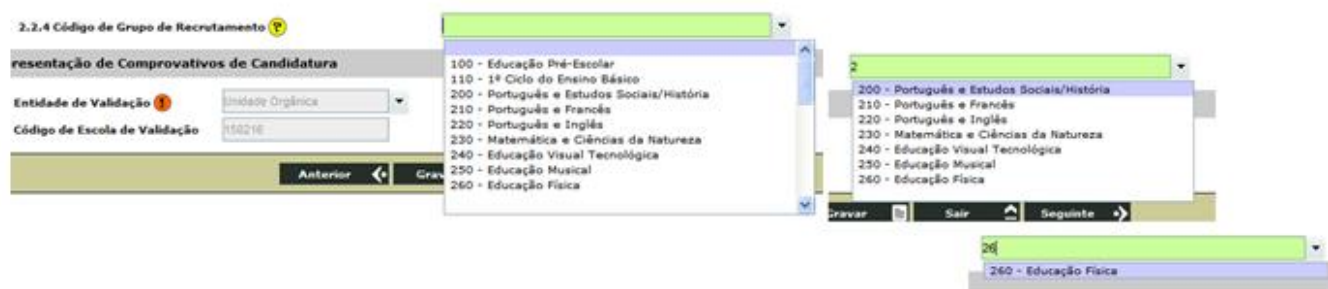 2.2.4 Código de Grupo de Recrutamento ?
resentação de Comprovativos de Candidatura
Entidade de Validação !
Unidade Orgânica
Código de Escola de Validação
150216
Anterior
Grav
100 - Educação Pré-Escolar
110 - 1º Ciclo do Ensino Básico
200 - Português e Estudos Sociais/História
210 - Português e Francês
220 - Português e Inglês
230 - Matemática e Ciências da Natureza
240 - Educação Visual Tecnológica
250 - Educação Musical
260 - Educação Física
2
200 - Português e Estudos Sociais/História
210 - Português e Francês
220 - Português e Inglês
230 - Matemática e Ciências da Natureza
240 - Educação Visual Tecnológica
250 - Educação Musical
260 - Educação Física
Gravar
Sair
Seguinte
26
260 - Educação Física